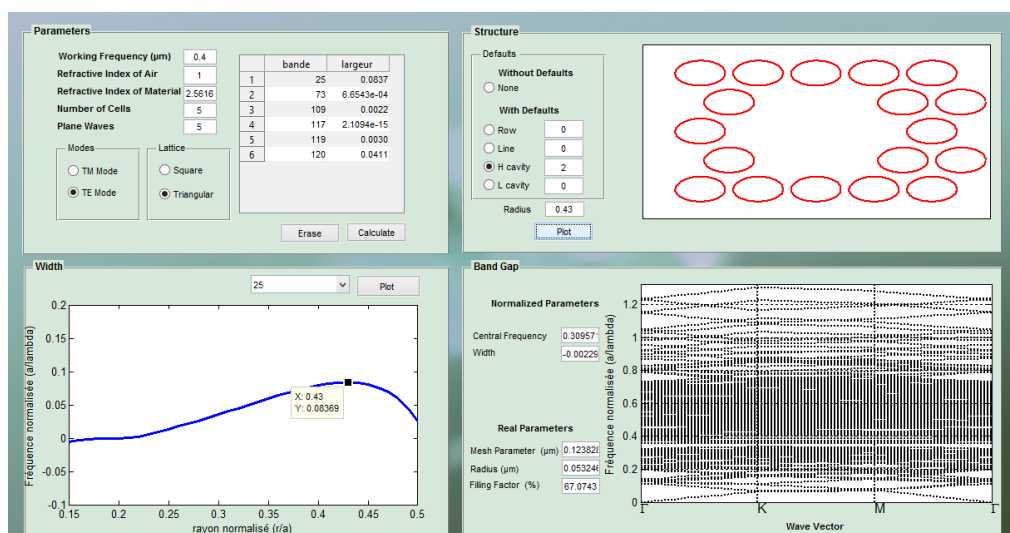 Parameters
Working Frequency (µm) 0.4
Refractive Index of Air 1
Refractive Index of Material 2.5616
Number of Cells 5
Plane Waves 5
Modes
TM Mode
TE Mode
Lattice
Square
Triangular
bande largeur
1 25 0.0837
2 73 6.6543e-04
3 109 0.0022
4 117 2.1094e-15
5 119 0.0030
6 120 0.0411
Erase Calculate
Structure
Defaults
Without Defaults
None
With Defaults
Row 0
Line 0
H cavity 2
L cavity 0
Radius 0.43
Plot
Width
25 Plot
Fréquence normalisée (a/lambda)
0.2
0.15
0.1
0.05
0
-0.05
-0.1
X: 0.43
Y: 0.08369
0.15 0.2 0.25 0.3 0.35 0.4 0.45 0.5
rayon normalisé (r/a)
Band Gap
Normalized Parameters
Central Frequency 0.30957
Width -0.00229
Real Parameters
Mesh Parameter (µm) 0.12382
Radius (µm) 0.053246
Filling Factor (%) 67.0743
Fréquence normalisée (a/lambda)
1.2
1
0.8
0.6
0.4
0.2
0
Γ K M Γ
Wave Vector